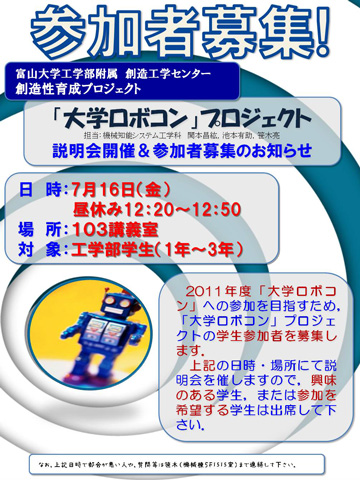 参加者募集!
富山大学工学部附属　創造工学センター
創造性育成プロジェクト
「大学ロボコン」プロジェクト
担当：機械知能システム工学科　関本昌紘，池本有助，笹木亮
説明会開催＆参加者募集のお知らせ
日　時：7月16日（金）
昼休み12：20～12：50
場　所：103講義室
対　象：工学部学生（1年～3年）
2011年度「大学ロボコ
ン」への参加を目指すため，
「大学ロボコン」プロジェ
クトの学生参加者を募集し
ます．
上記の日時・場所にて説
明会を催しますので，興味
のある学生，または参加を
希望する学生は出席して下
さい．
なお，上記日時で都合が悪い人や，質問等は笹木（機械棟5F1515室）まで連絡して下さい．